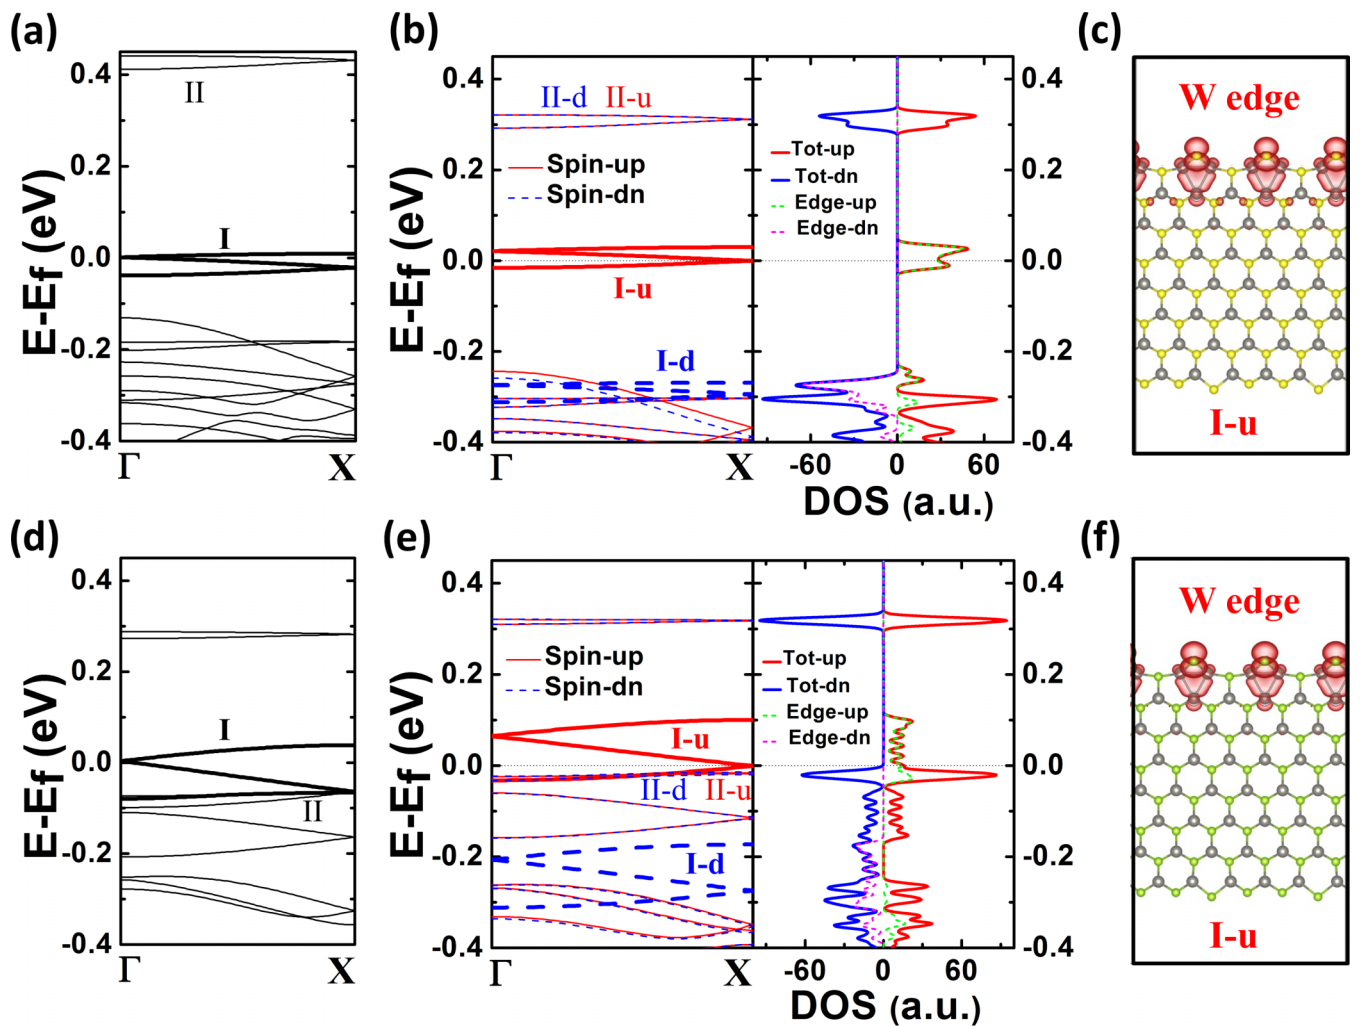 (a)
E-Ef (eV)
0.4
0.2
0.0
-0.2
-0.4
II
I
Γ
X
(b)
E-Ef (eV)
0.4
0.2
0.0
-0.2
-0.4
II-d II-u
Spin-up
Spin-dn
I-u
I-d
Γ
X
Tot-up
Tot-dn
Edge-up
Edge-dn
0.4
0.2
0.0
-0.2
-0.4
-60 0 60
DOS (a.u.)
(c)
W edge
I-u
(d)
E-Ef (eV)
0.4
0.2
0.0
-0.2
-0.4
I
II
Γ
X
(e)
E-Ef (eV)
0.4
0.2
0.0
-0.2
-0.4
Spin-up
Spin-dn
I-u
II-d II-u
I-d
Γ
X
Tot-up
Tot-dn
Edge-up
Edge-dn
0.4
0.2
0.0
-0.2
-0.4
-60 0 60
DOS (a.u.)
(f)
W edge
I-u